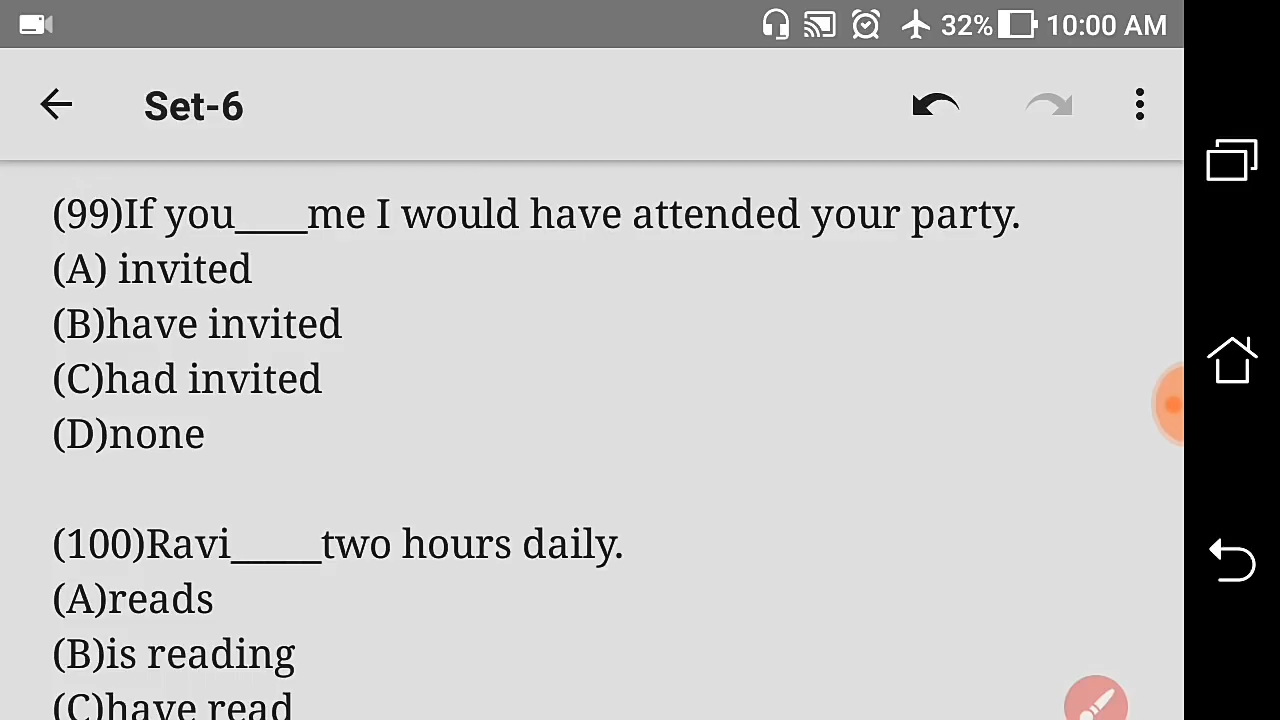 32% 10:00 AM
Set-6
(99)If you____me I would have attended your party.
(A) invited
(B)have invited
(C)had invited
(D)none
(100)Ravi_____two hours daily.
(A)reads
(B)is reading
(C)have read